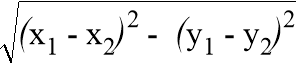 √((x₁ - x₂)² - (y₁ - y₂)²)